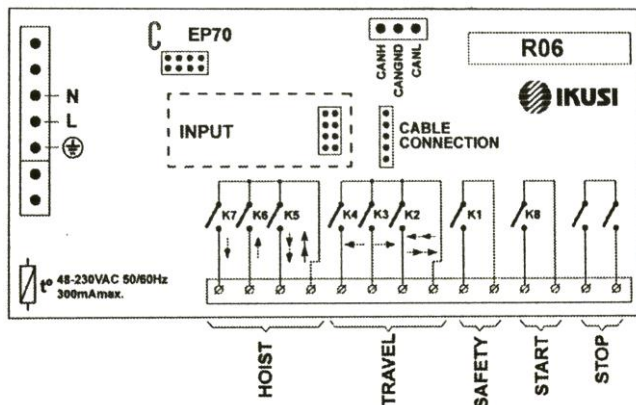 EP70
R06
CANH
CANGND
CANL
IKUSI
N
L
INPUT
CABLE
CONNECTION
K7
K6
K5
K4
K3
K2
K1
K8
t° 48-230VAC 50/60Hz
300mAmax.
HOIST
TRAVEL
SAFETY
START
STOP